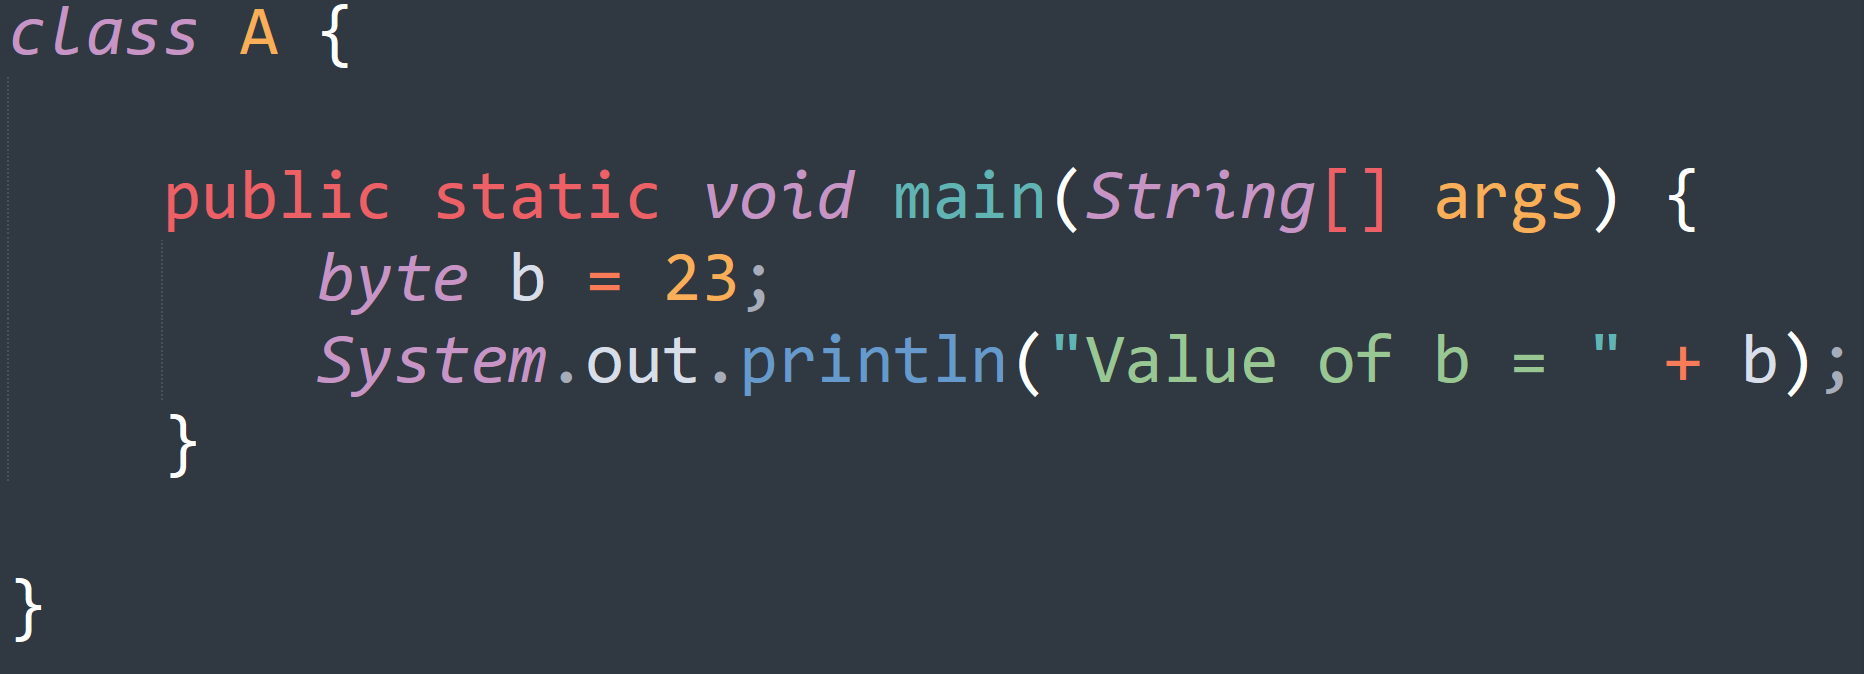 class A {
public static void main(String[] args) {
byte b = 23;
System.out.println("Value of b = " + b);
}
}